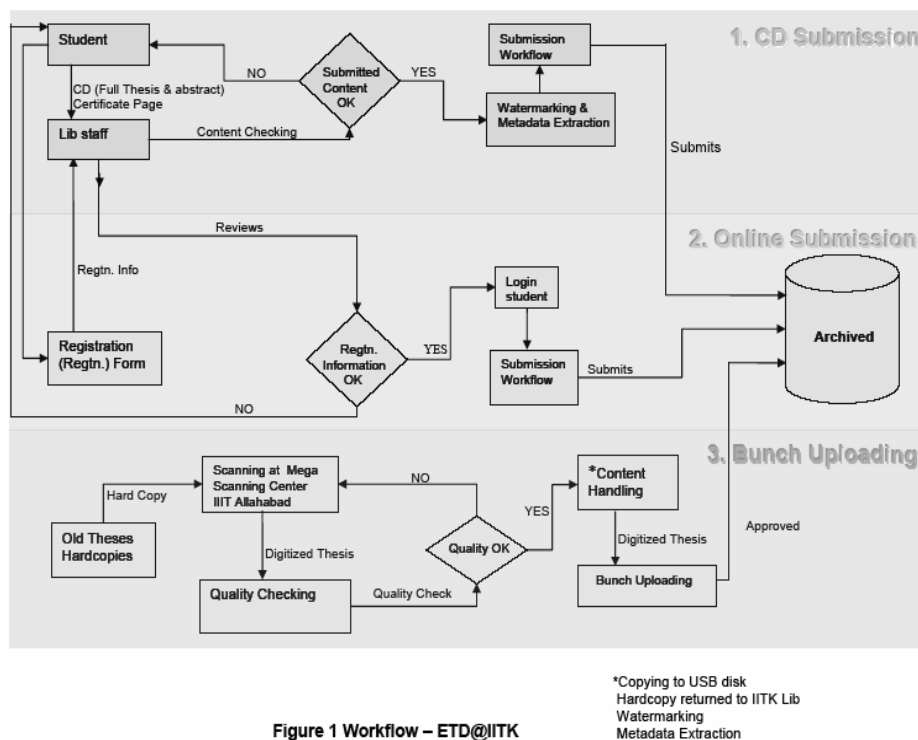 1. CD Submission
Student
Submitted
Content
OK
Submission
Workflow
NO
YES
CD (Full Thesis & abstract)
Certificate Page
Watermarking &
Metadata Extraction
Lib staff
Content Checking
Submits
Reviews
2. Online Submission
Regtn. Info
Login
student
Archived
Registration
(Regtn.) Form
Regtn.
Information
OK
YES
Submission
Workflow
Submits
NO
3. Bunch Uploading
Scanning at Mega
Scanning Center
IIIT Allahabad
NO
*Content
Handling
Hard Copy
YES
Approved
Old Theses
Hardcopies
Digitized Thesis
Quality OK
Digitized Thesis
Quality Checking
Quality Check
Bunch Uploading
*Copying to USB disk
Hardcopy returned to IITK Lib
Watermarking
Metadata Extraction
Figure 1 Workflow – ETD@IITK